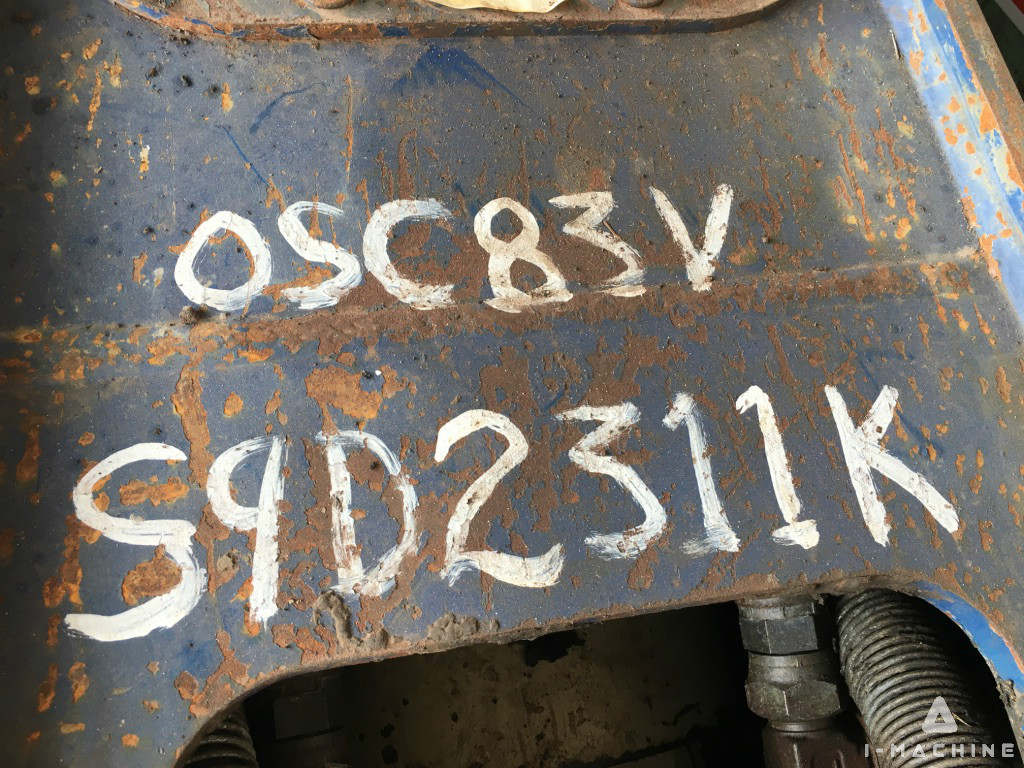 OSC83V
S9D2311K
I-MACHINE